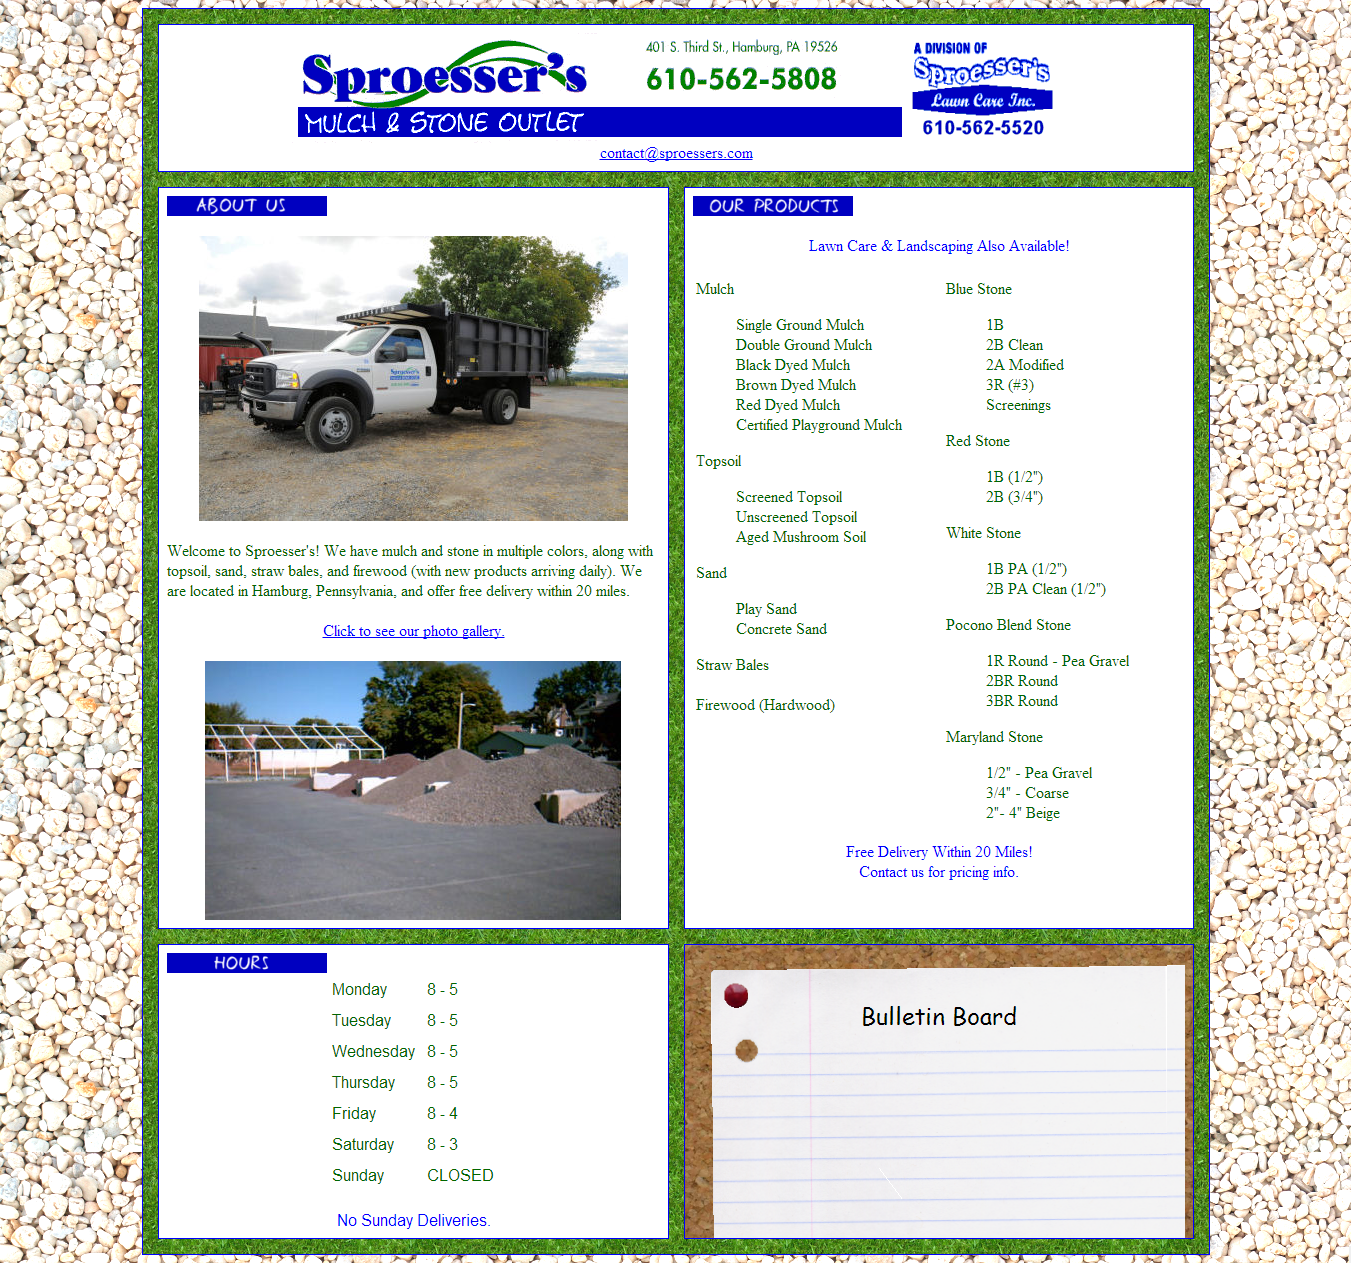 Sproesser's
MULCH & STONE OUTLET
401 S. Third St., Hamburg, PA 19526
610-562-5808
A DIVISION OF
Sproesser's
Lawn Care Inc.
610-562-5520
contact@sproessers.com
ABOUT US
Sproesser's
Welcome to Sproesser's! We have mulch and stone in multiple colors, along with
topsoil, sand, straw bales, and firewood (with new products arriving daily). We
are located in Hamburg, Pennsylvania, and offer free delivery within 20 miles.
Click to see our photo gallery.
OUR PRODUCTS
Lawn Care & Landscaping Also Available!
Mulch
Single Ground Mulch
Double Ground Mulch
Black Dyed Mulch
Brown Dyed Mulch
Red Dyed Mulch
Certified Playground Mulch
Topsoil
Screened Topsoil
Unscreened Topsoil
Aged Mushroom Soil
Sand
Play Sand
Concrete Sand
Straw Bales
Firewood (Hardwood)
Blue Stone
1B
2B Clean
2A Modified
3R (#3)
Screenings
Red Stone
1B (1/2")
2B (3/4")
White Stone
1B PA (1/2")
2B PA Clean (1/2")
Pocono Blend Stone
1R Round - Pea Gravel
2BR Round
3BR Round
Maryland Stone
1/2" - Pea Gravel
3/4" - Coarse
2"- 4" Beige
Free Delivery Within 20 Miles!
Contact us for pricing info.
HOURS
Monday 8 - 5
Tuesday 8 - 5
Wednesday 8 - 5
Thursday 8 - 5
Friday 8 - 4
Saturday 8 - 3
Sunday CLOSED
No Sunday Deliveries.
Bulletin Board